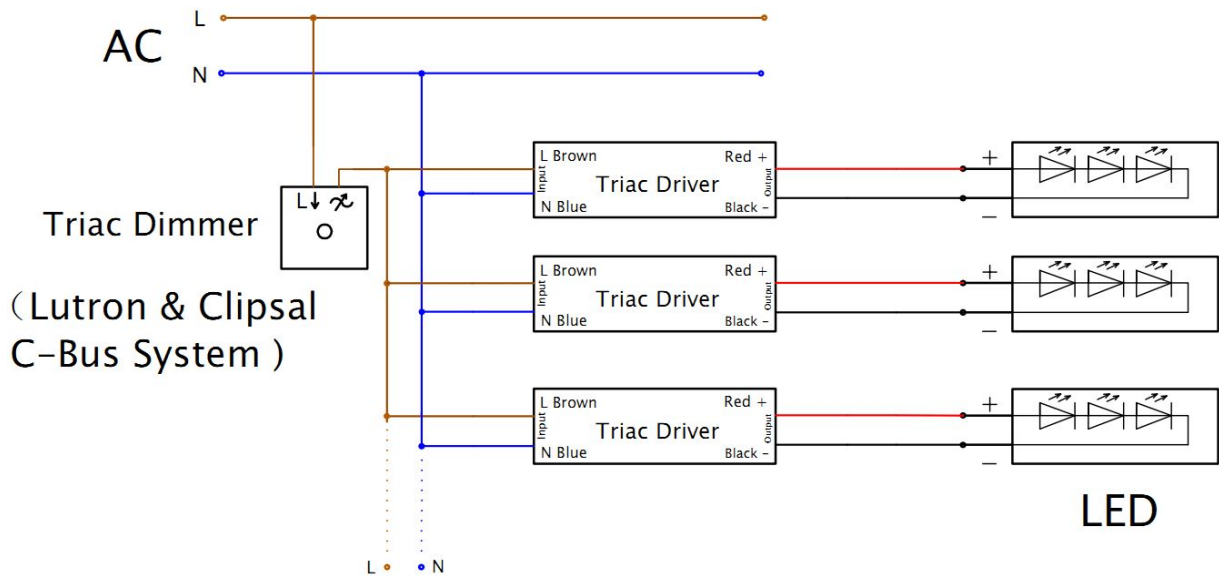 L
AC
N
L Brown
Red +
Input
Triac Driver
Output
N Blue
Black -
+
−
L
Triac Dimmer
（Lutron & Clipsal
C-Bus System )
L Brown
Red +
Input
Triac Driver
Output
N Blue
Black -
+
−
L Brown
Red +
Input
Triac Driver
Output
N Blue
Black -
+
−
LED
L
N